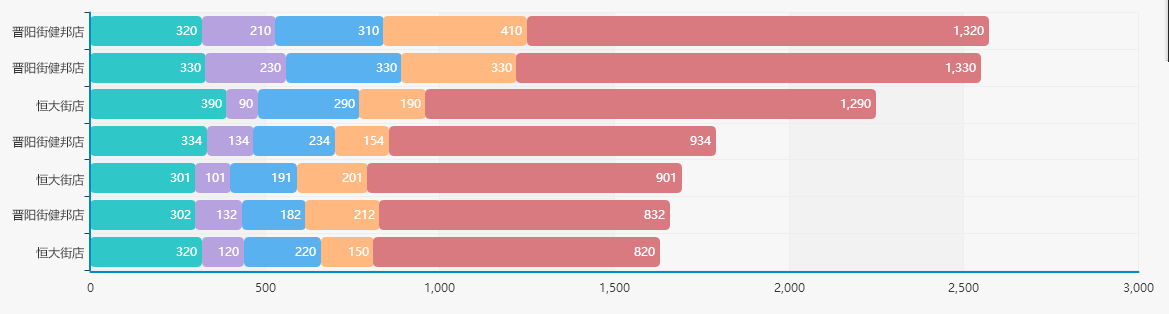 晋阳街健邦店 320 210 310 410 1,320
晋阳街健邦店 330 230 330 330 1,330
恒大街店 390 90 290 190 1,290
晋阳街健邦店 334 134 234 154 934
恒大街店 301 101 191 201 901
晋阳街健邦店 302 132 182 212 832
恒大街店 320 120 220 150 820
0 500 1,000 1,500 2,000 2,500 3,000